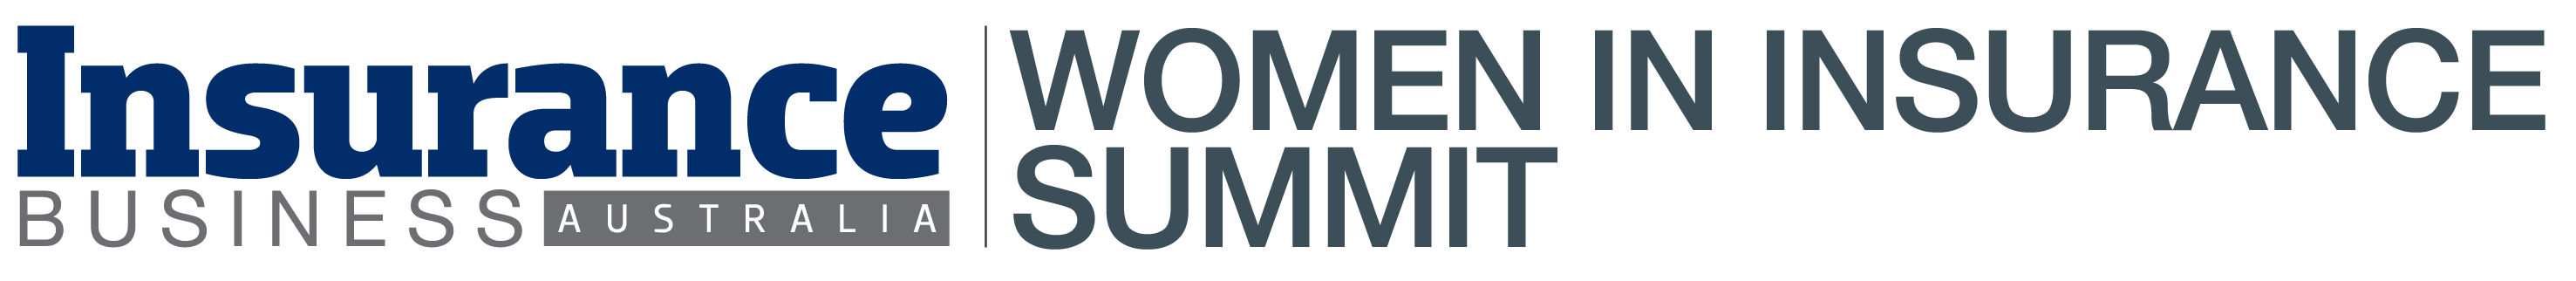 Insurance
BUSINESS AUSTRALIA
WOMEN IN INSURANCE
SUMMIT